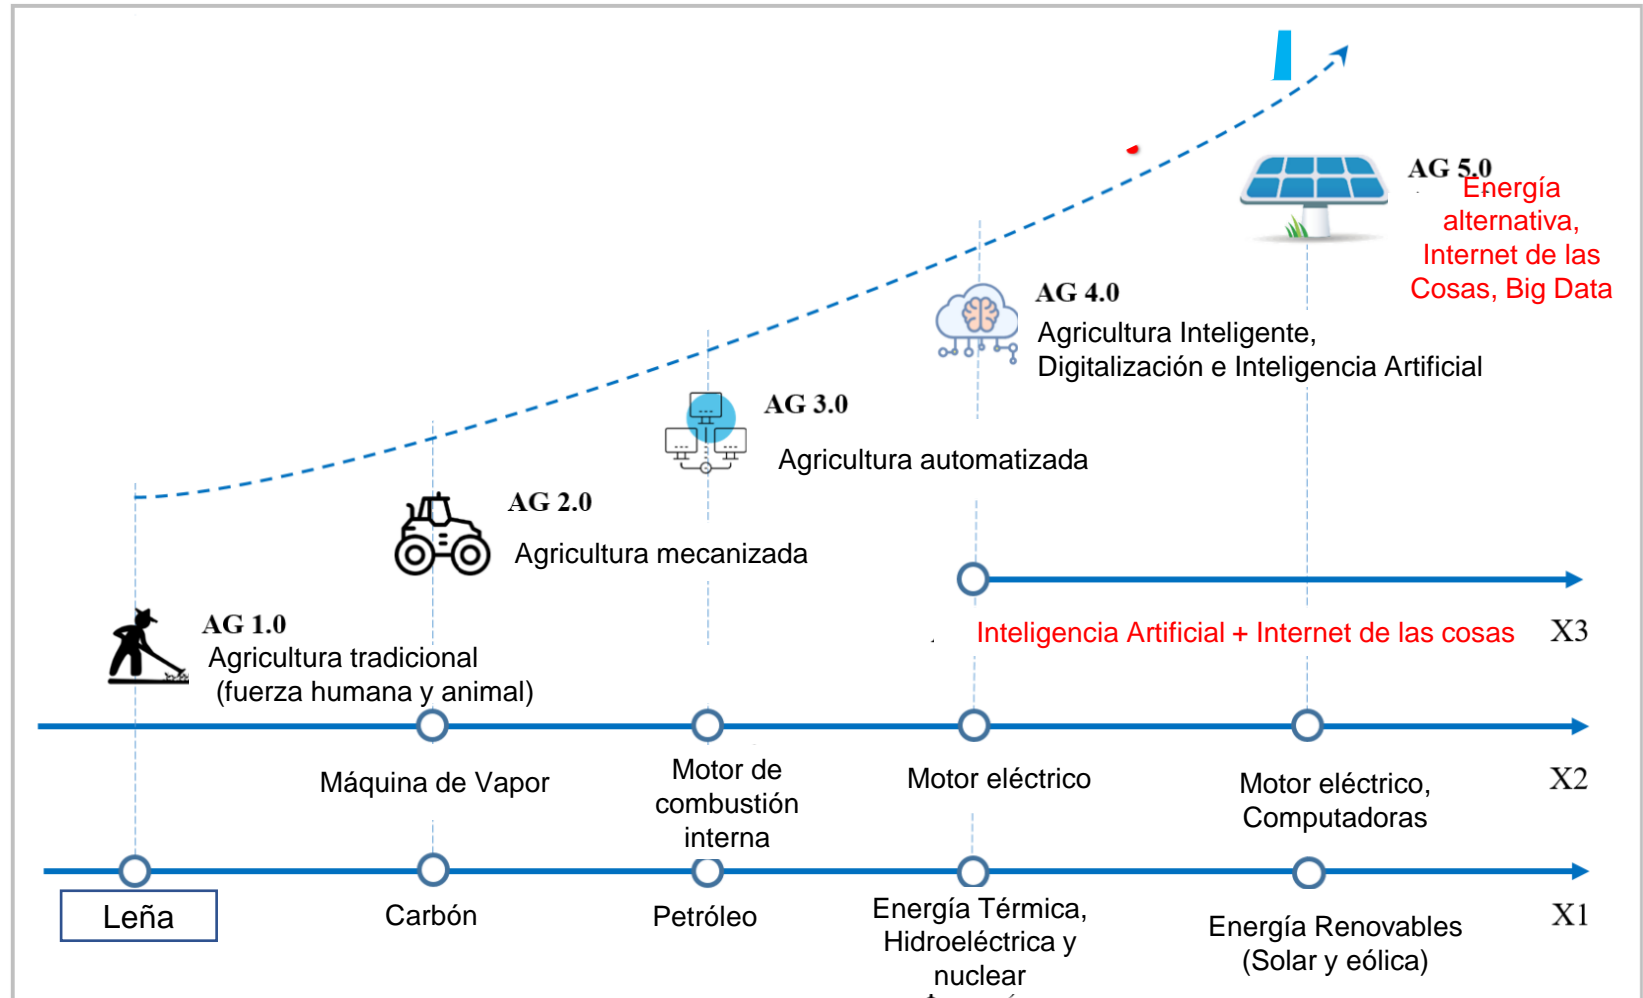 AG 5.0
Energía
alternativa,
Internet de las
Cosas, Big Data
AG 4.0
Agricultura Inteligente,
Digitalización e Inteligencia Artificial
AG 3.0
Agricultura automatizada
AG 2.0
Agricultura mecanizada
AG 1.0
Agricultura tradicional
(fuerza humana y animal)
Inteligencia Artificial + Internet de las cosas
X3
Máquina de Vapor
Motor de
combustión
interna
Motor eléctrico
Motor eléctrico,
Computadoras
X2
Leña
Carbón
Petróleo
Energía Térmica,
Hidroeléctrica y
nuclear
Energía Renovables
(Solar y eólica)
X1